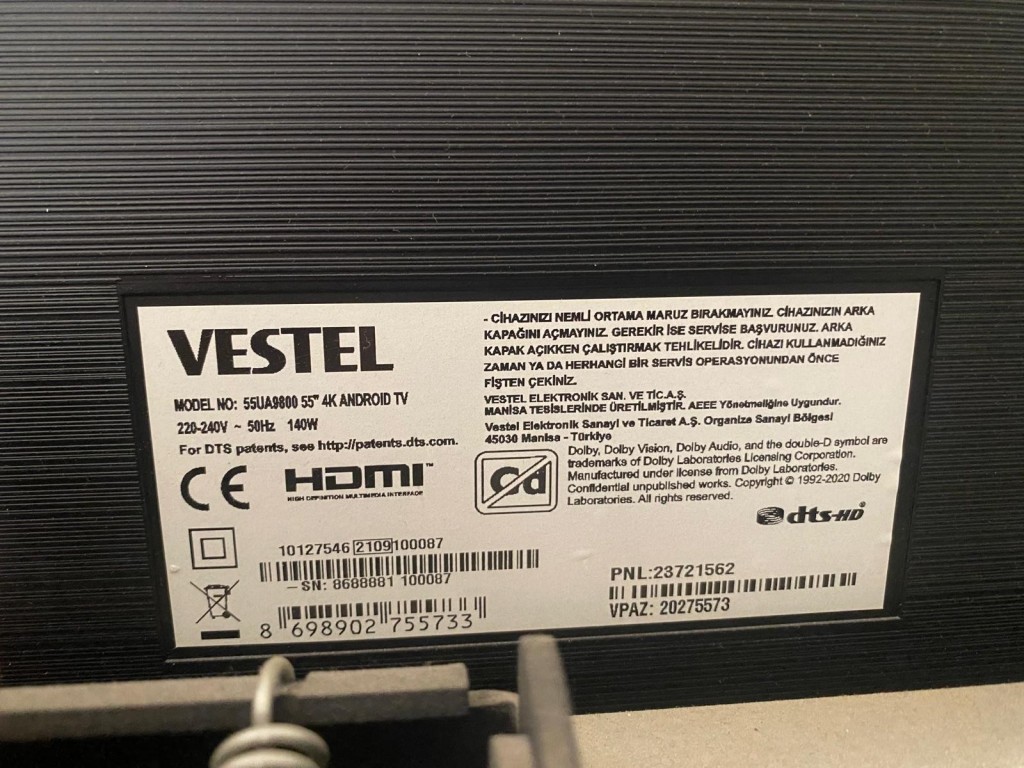 VESTEL
MODEL NO: 55UA9800 55" 4K ANDROID TV
220-240V ~ 50Hz 140W
For DTS patents, see http://patents.dts.com.
CE HDMI™
HIGH DEFINITION MULTIMEDIA INTERFACE
- CİHAZINIZI NEMLİ ORTAMA MARUZ BIRAKMAYINIZ. CİHAZINIZIN ARKA
KAPAĞINI AÇMAYINIZ. GEREKİR İSE SERVİSE BAŞVURUNUZ. ARKA
KAPAK AÇIKKEN ÇALIŞTIRMAK TEHLİKELİDİR. CİHAZI KULLANMADIĞINIZ
ZAMAN YA DA HERHANGİ BİR SERVİS OPERASYONUNDAN ÖNCE
FİŞTEN ÇEKİNİZ.
VESTEL ELEKTRONİK SAN. VE TİC.A.Ş.
MANİSA TESİSLERİNDE ÜRETİLMİŞTİR. AEEE Yönetmeliğine Uygundur.
Vestel Elektronik Sanayi ve Ticaret A.Ş. Organize Sanayi Bölgesi
45030 Manisa - Türkiye
Cd
Dolby, Dolby Vision, Dolby Audio, and the double-D symbol are
trademarks of Dolby Laboratories Licensing Corporation.
Manufactured under license from Dolby Laboratories.
Confidential unpublished works. Copyright © 1992-2020 Dolby
Laboratories. All rights reserved.
dts-HD
10127546 2109 100087
SN: 8688881 100087
8 698902 755733
PNL:23721562
VPAZ: 20275573